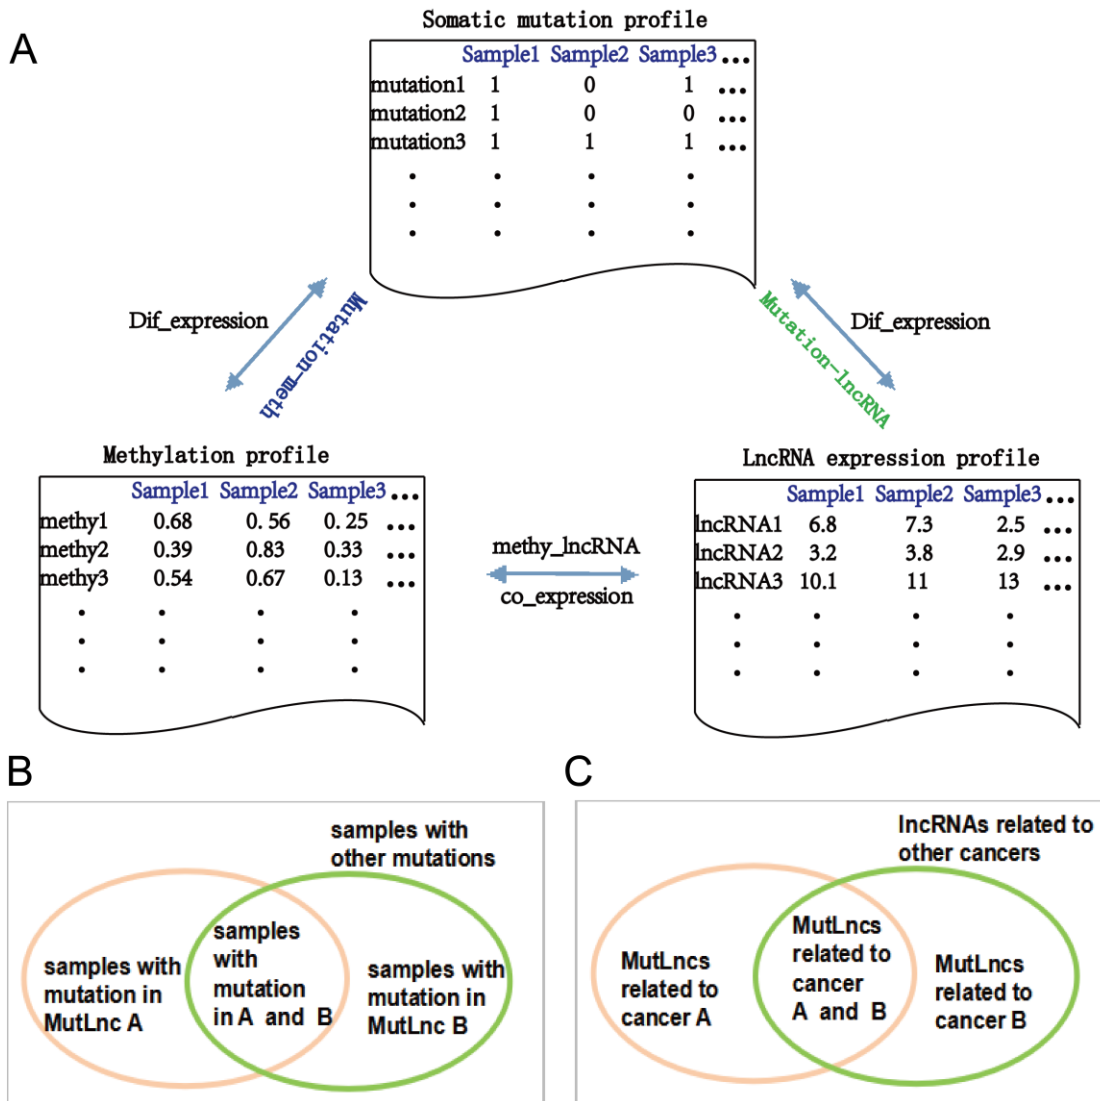 A
Somatic mutation profile
Sample1 Sample2 Sample3 ...
mutation1 1 0 1 ...
mutation2 1 0 0 ...
mutation3 1 1 1 ...
Dif_expression
Mutation-meth
Mutation-lncRNA
Dif_expression
Methylation profile
Sample1 Sample2 Sample3 ...
methy1 0.68 0. 56 0. 25 ...
methy2 0.39 0.83 0.33 ...
methy3 0.54 0.67 0.13 ...
methy_lncRNA
co_expression
LncRNA expression profile
Sample1 Sample2 Sample3 ...
lncRNA1 6.8 7.3 2.5 ...
lncRNA2 3.2 3.8 2.9 ...
lncRNA3 10.1 11 13 ...
B
samples with
other mutations
samples with
mutation in
MutLnc A
samples
with
mutation
in A and B
samples with
mutation in
MutLnc B
C
lncRNAs related to
other cancers
MutLncs
related to
cancer A
MutLncs
related to
cancer
A and B
MutLncs
related to
cancer B